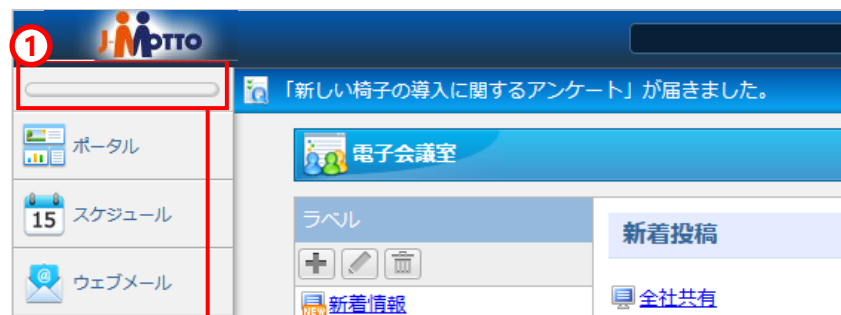 1
J-MOTTO
「新しい椅子の導入に関するアンケート」が届きました。
ポータル
電子会議室
15
スケジュール
ラベル
新着投稿
@
ウェブメール
NEW
新着情報
全社共有